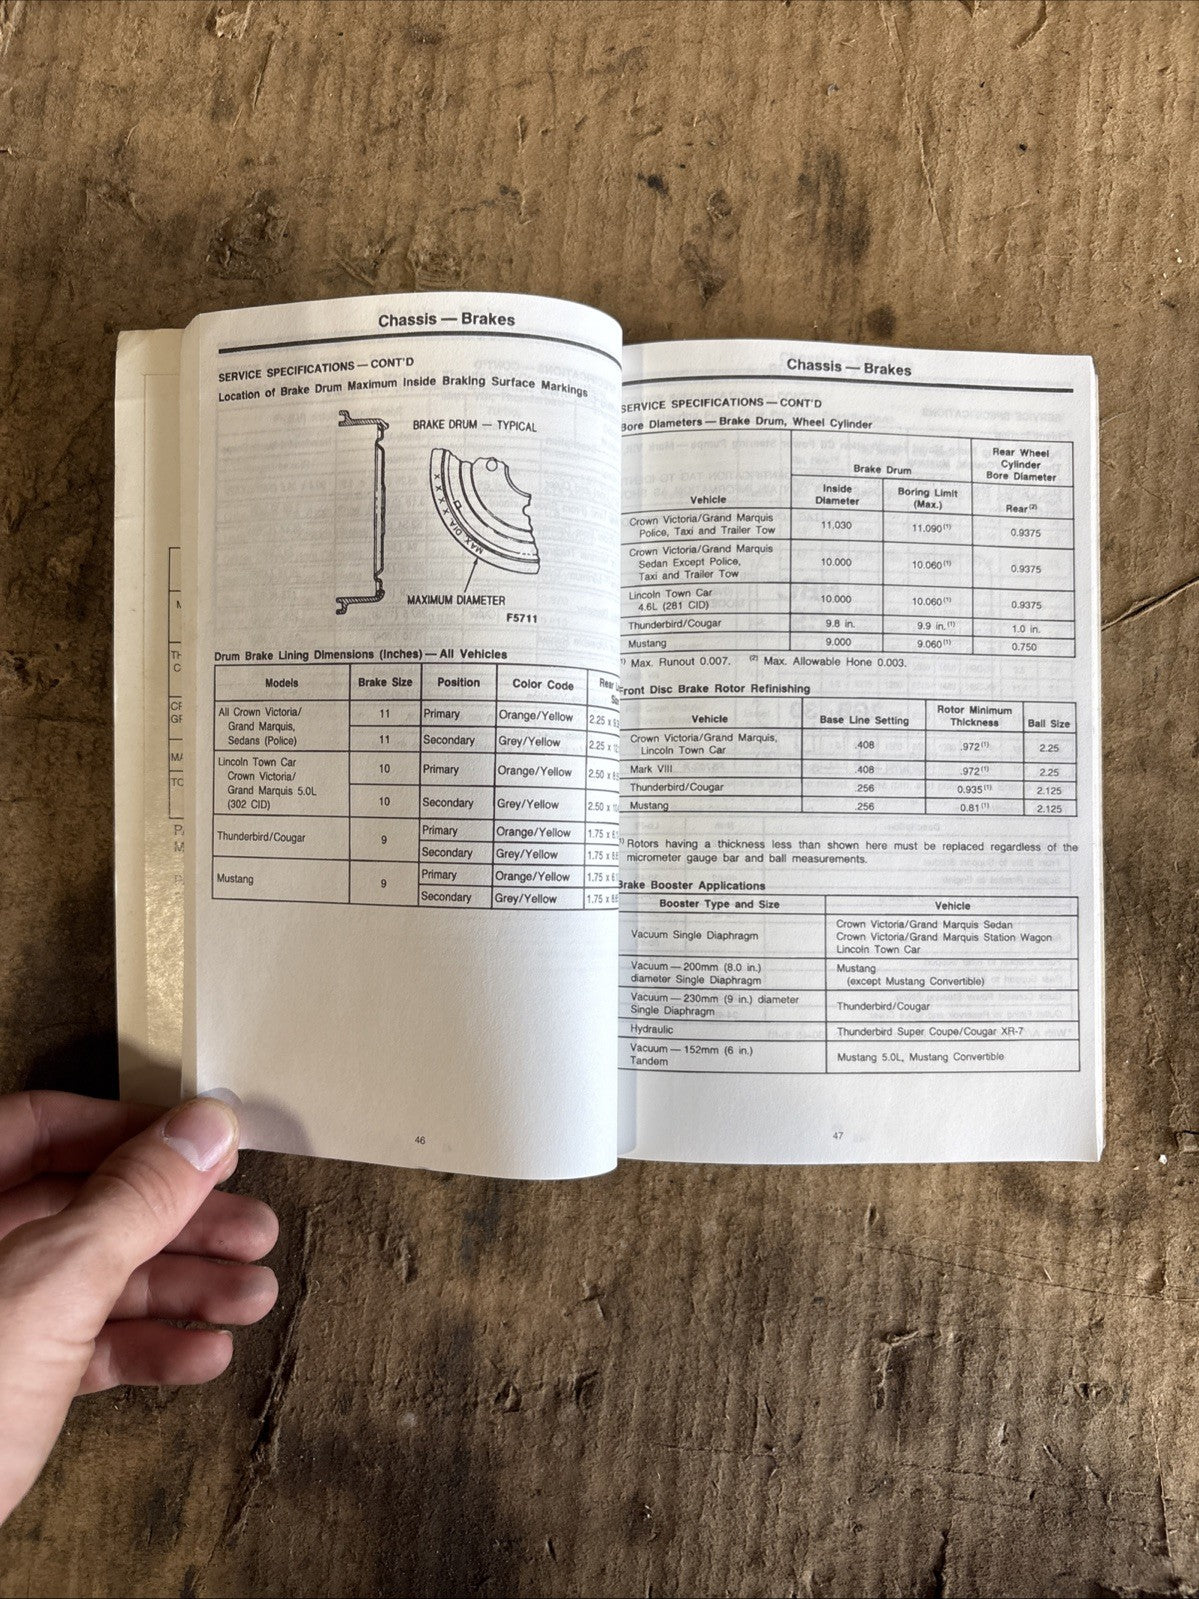 Chassis — Brakes
SERVICE SPECIFICATIONS — CONT'D
Location of Brake Drum Maximum Inside Braking Surface Markings
BRAKE DRUM — TYPICAL
X X X X X MAX DIA
MAXIMUM DIAMETER
F5711
Drum Brake Lining Dimensions (Inches) — All Vehicles
Models Brake Size Position Color Code Rear
All Crown Victoria/ 11 Primary Orange/Yellow 2.25 x
Grand Marquis,
Sedans (Police) 11 Secondary Grey/Yellow 2.25 x
Lincoln Town Car 10 Primary Orange/Yellow 2.50 x
Crown Victoria/
Grand Marquis 5.0L
(302 CID) 10 Secondary Grey/Yellow 2.50 x
Thunderbird/Cougar 9 Primary Orange/Yellow 1.75 x
Secondary Grey/Yellow 1.75 x
Mustang 9 Primary Orange/Yellow 1.75 x
Secondary Grey/Yellow 1.75 x
46
Chassis — Brakes
SERVICE SPECIFICATIONS — CONT'D
Bore Diameters — Brake Drum, Wheel Cylinder
Vehicle
Brake Drum
Rear Wheel
Cylinder
Bore Diameter
Inside
Diameter
Boring Limit
(Max.)
Rear(2)
Crown Victoria/Grand Marquis
Police, Taxi and Trailer Tow 11.030 11.090(1) 0.9375
Crown Victoria/Grand Marquis
Sedan Except Police,
Taxi and Trailer Tow 10.000 10.060(1) 0.9375
Lincoln Town Car
4.6L (281 CID) 10.000 10.060(1) 0.9375
Thunderbird/Cougar 9.8 in. 9.9 in.(1) 1.0 in.
Mustang 9.000 9.060(1) 0.750
1) Max. Runout 0.007. (2) Max. Allowable Hone 0.003.
Front Disc Brake Rotor Refinishing
Vehicle Base Line Setting Rotor Minimum Thickness Ball Size
Crown Victoria/Grand Marquis,
Lincoln Town Car .408 .972(1) 2.25
Mark VIII .408 .972(1) 2.25
Thunderbird/Cougar .256 0.935(1) 2.125
Mustang .256 0.81(1) 2.125
1) Rotors having a thickness less than shown here must be replaced regardless of the
micrometer gauge bar and ball measurements.
Brake Booster Applications
Booster Type and Size Vehicle
Vacuum Single Diaphragm
Crown Victoria/Grand Marquis Sedan
Crown Victoria/Grand Marquis Station Wagon
Lincoln Town Car
Vacuum — 200mm (8.0 in.)
diameter Single Diaphragm
Mustang
(except Mustang Convertible)
Vacuum — 230mm (9 in.) diameter
Single Diaphragm
Thunderbird/Cougar
Hydraulic Thunderbird Super Coupe/Cougar XR-7
Vacuum — 152mm (6 in.)
Tandem
Mustang 5.0L, Mustang Convertible
47